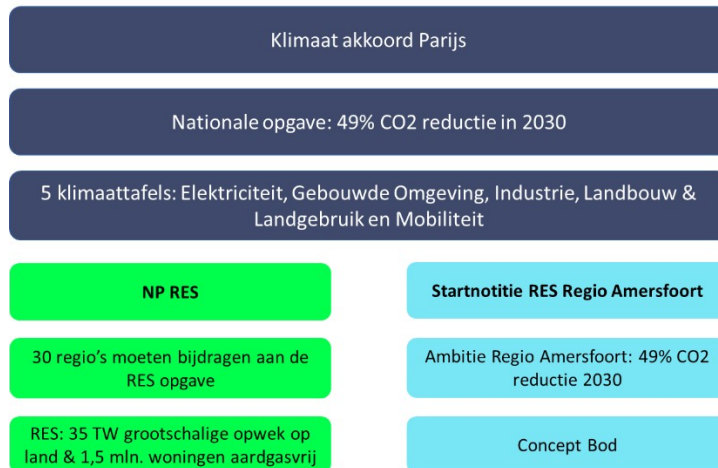 Klimaat akkoord Parijs
Nationale opgave: 49% CO2 reductie in 2030
5 klimaattafels: Elektriciteit, Gebouwde Omgeving, Industrie, Landbouw &
Landgebruik en Mobiliteit
NP RES
30 regio's moeten bijdragen aan de
RES opgave
RES: 35 TW grootschalige opwek op
land & 1,5 mln. woningen aardgasvrij
Startnotitie RES Regio Amersfoort
Ambitie Regio Amersfoort: 49% CO2
reductie 2030
Concept Bod